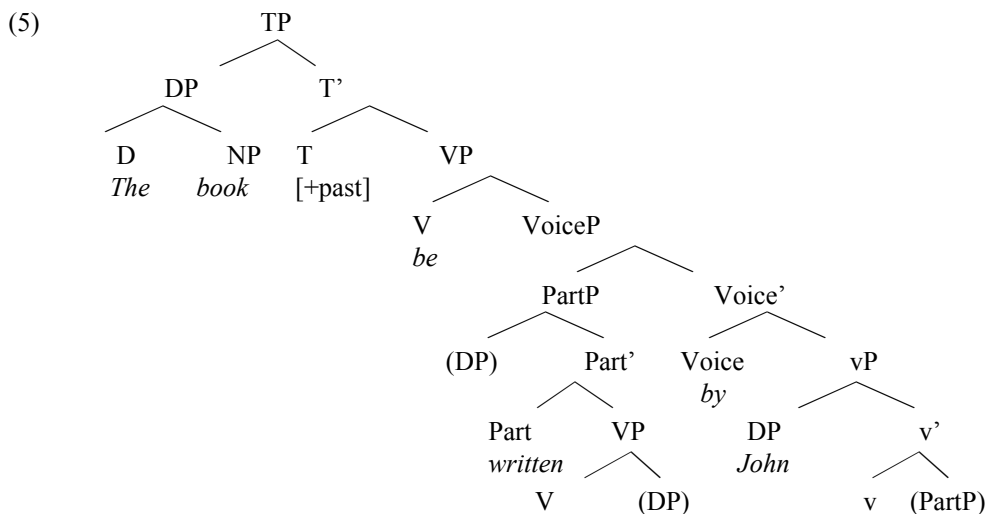 (5)
TP
DP T’
D NP T VP
The book [+past]
V VoiceP
be
PartP Voice’
(DP) Part’ Voice vP
by
Part VP DP v’
written John
V (DP) v (PartP)